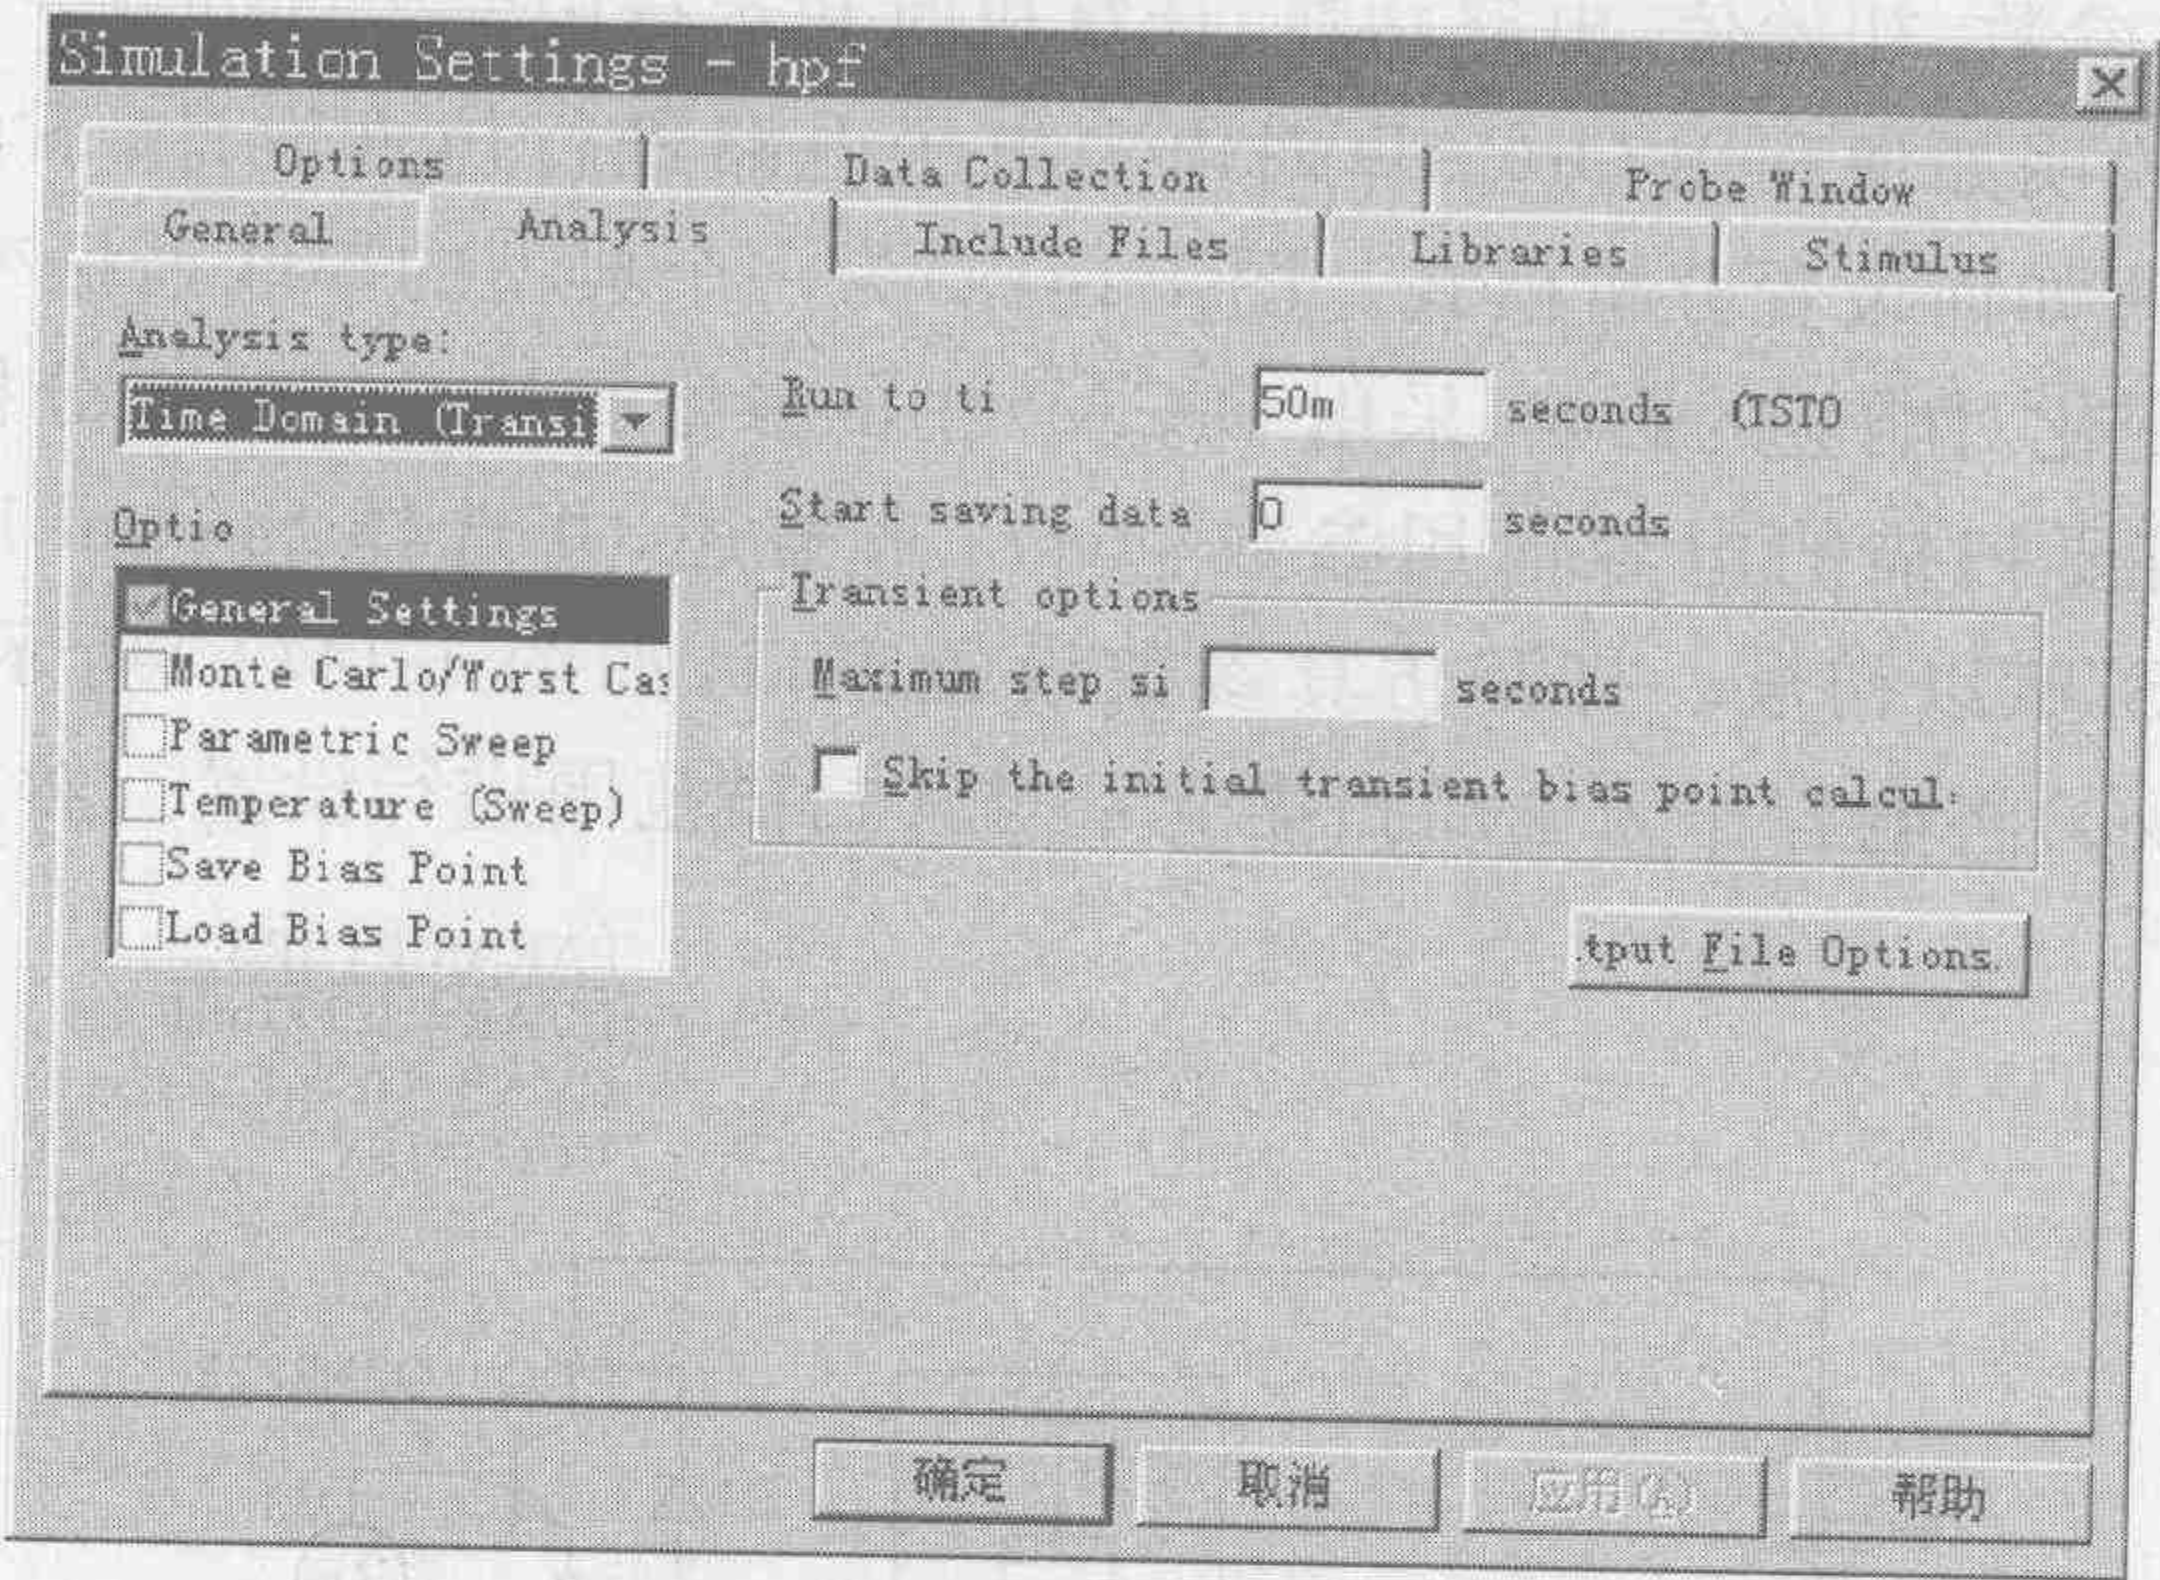 Simulation Settings - hpf
Options Data Collection Probe Window
General Analysis Include Files Libraries Stimulus
Analysis type:
Time Domain (Transi
Run to ti 50m seconds (TSTO
Start saving data 0 seconds
Optio
General Settings
Monte Carlo/Worst Cas
Parametric Sweep
Temperature (Sweep)
Save Bias Point
Load Bias Point
Transient options
Maximum step si seconds
Skip the initial transient bias point calcul
.tput File Options.
确定 取消 应用(A) 帮助